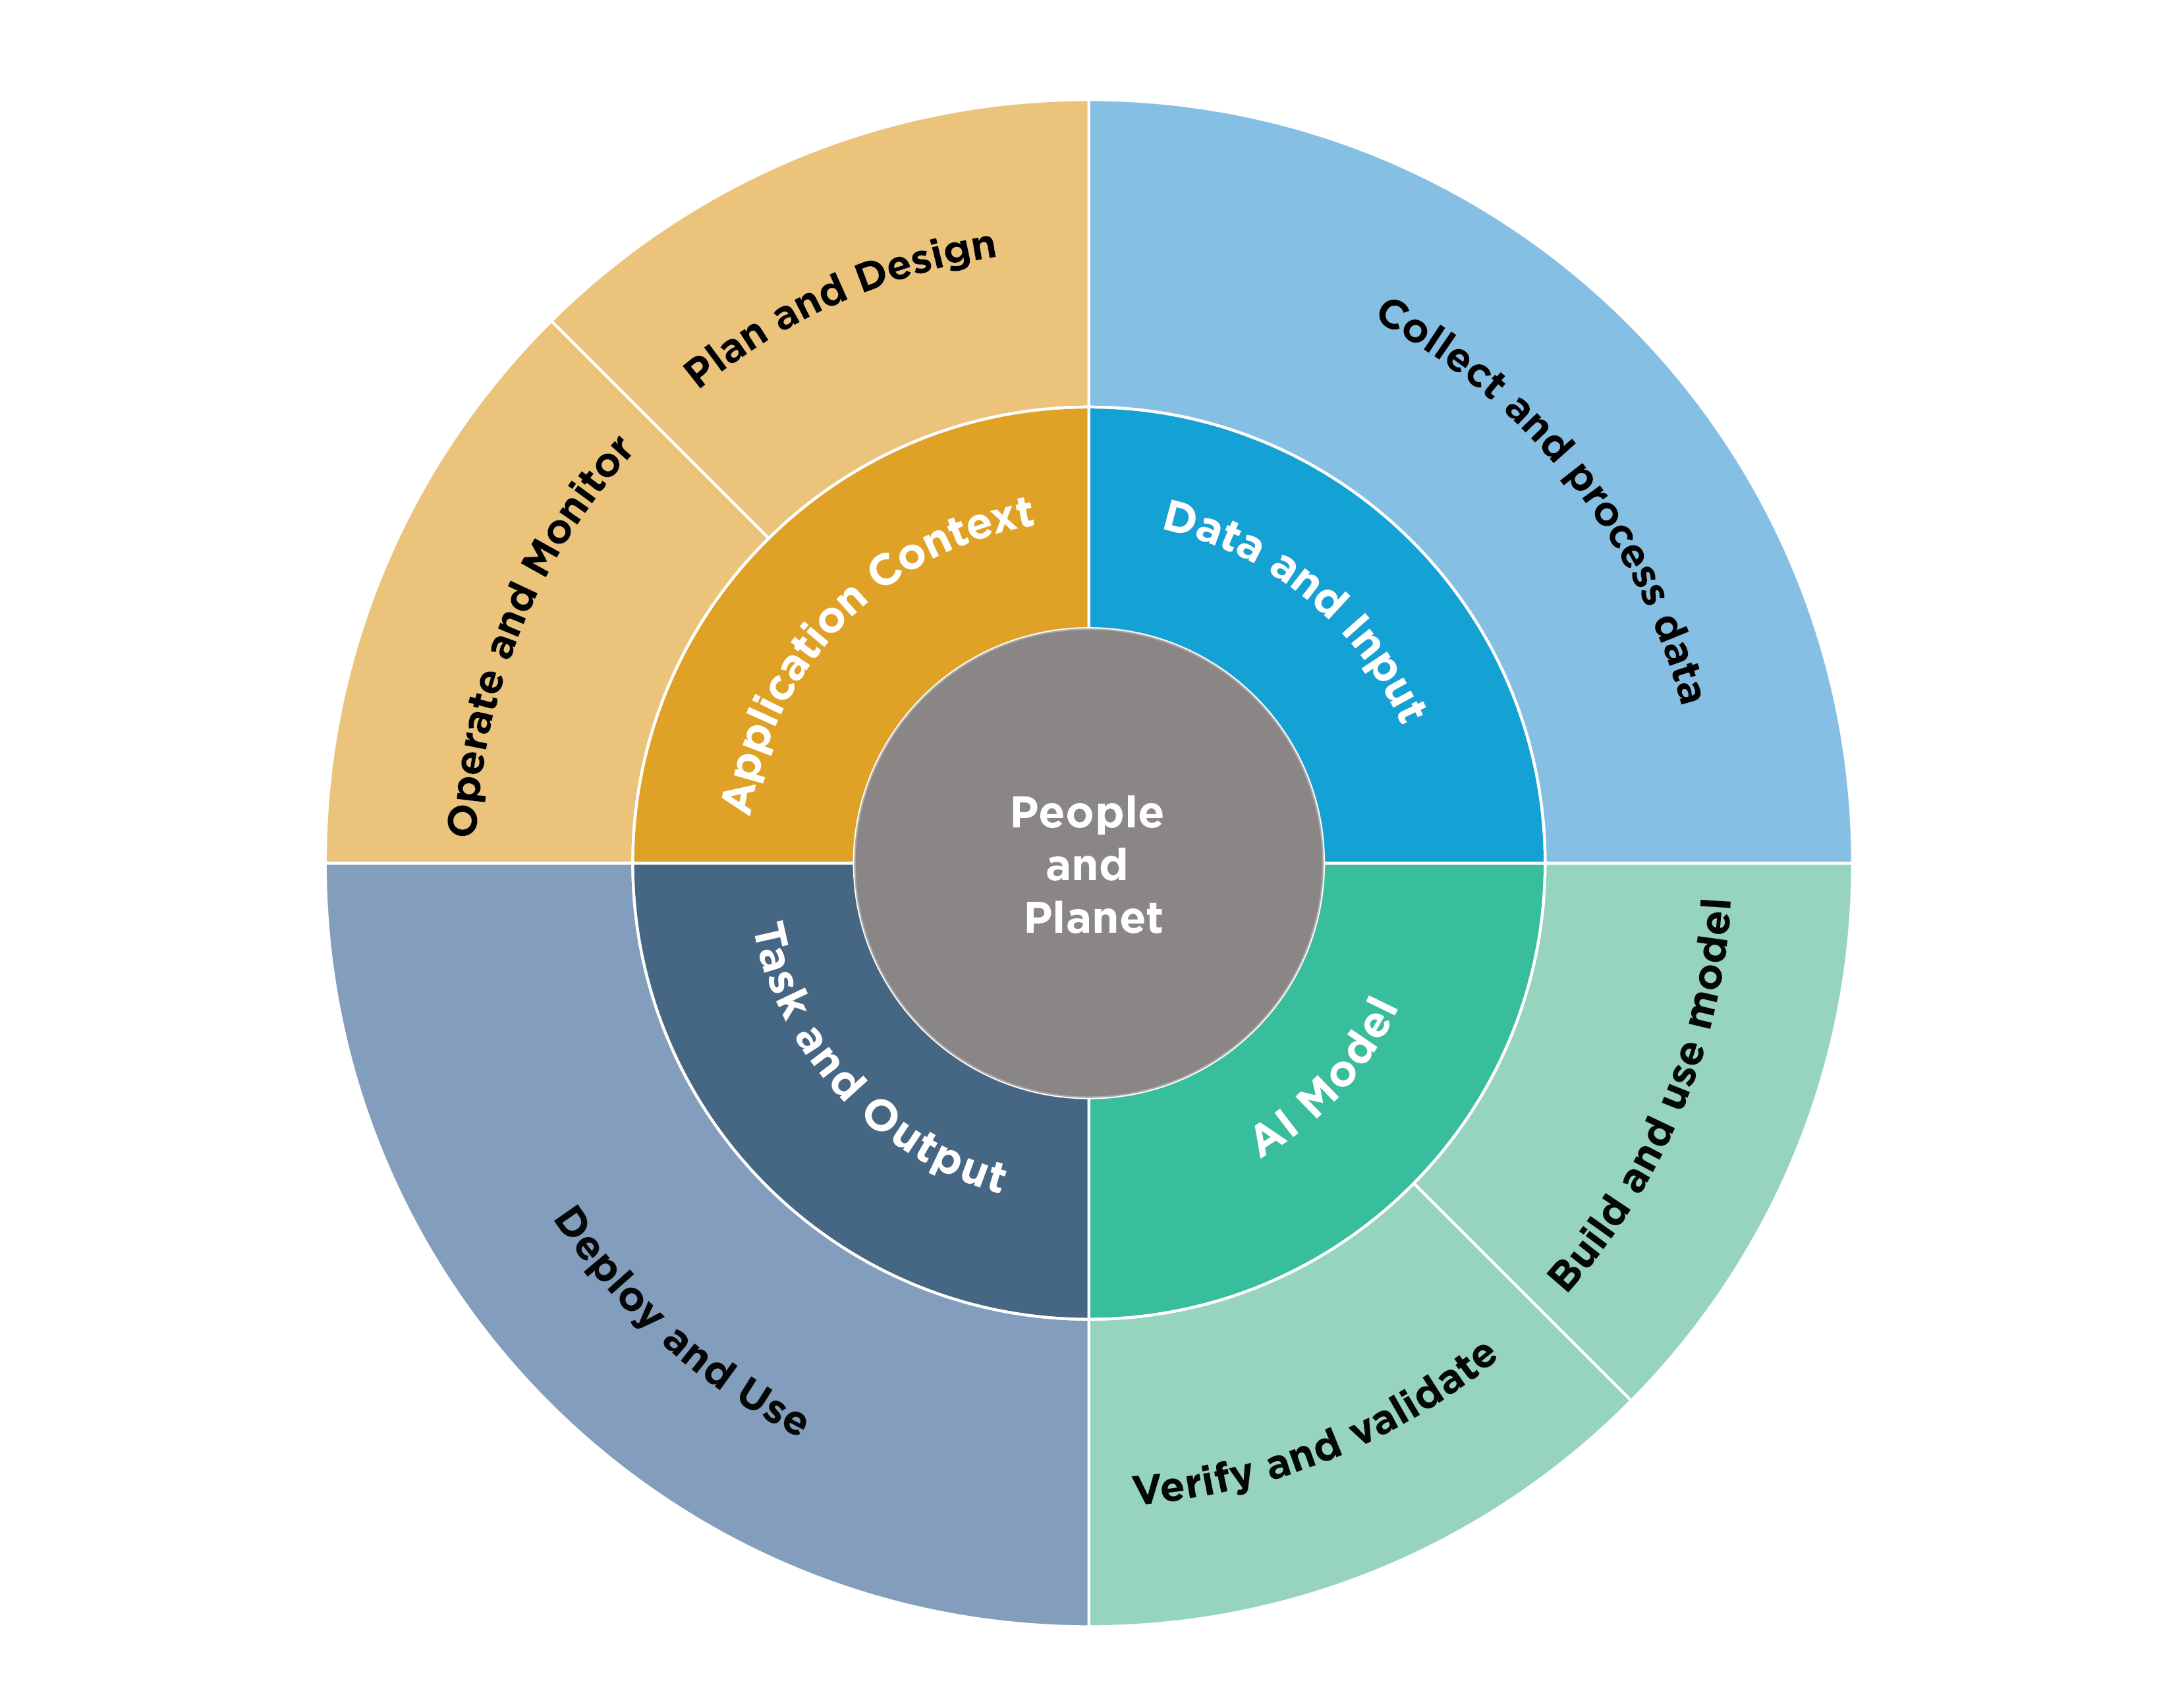 Plan and Design
Collect and process data
Operate and Monitor
Application Context
Data and Input
People
and
Planet
Task and Output
AI Model
Build and use model
Deploy and Use
Verify and validate